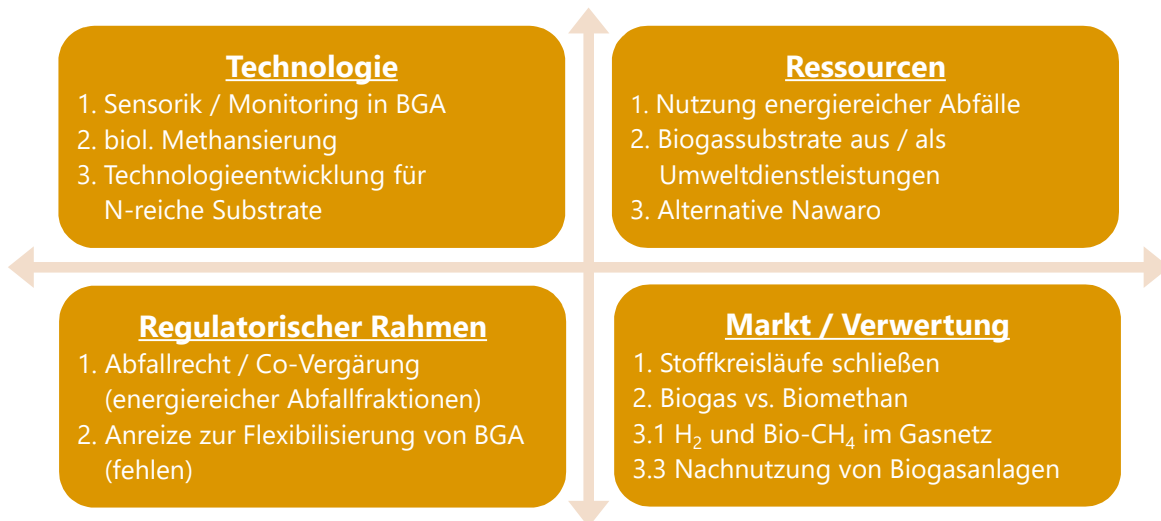 Technologie
1. Sensorik / Monitoring in BGA
2. biol. Methansierung
3. Technologieentwicklung für
N-reiche Substrate
Ressourcen
1. Nutzung energiereicher Abfälle
2. Biogassubstrate aus / als
Umweltdienstleistungen
3. Alternative Nawaro
Regulatorischer Rahmen
1. Abfallrecht / Co-Vergärung
(energiereicher Abfallfraktionen)
2. Anreize zur Flexibilisierung von BGA
(fehlen)
Markt / Verwertung
1. Stoffkreisläufe schließen
2. Biogas vs. Biomethan
3.1 H₂ und Bio-CH₄ im Gasnetz
3.3 Nachnutzung von Biogasanlagen